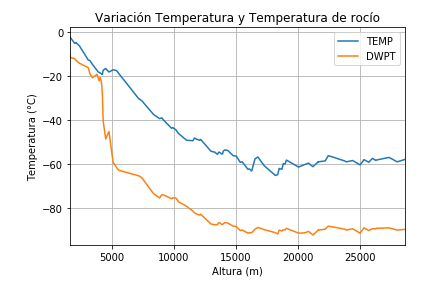 Variación Temperatura y Temperatura de rocío
TEMP
DWPT
0
−20
−40
−60
−80
Temperatura (°C)
5000 10000 15000 20000 25000
Altura (m)